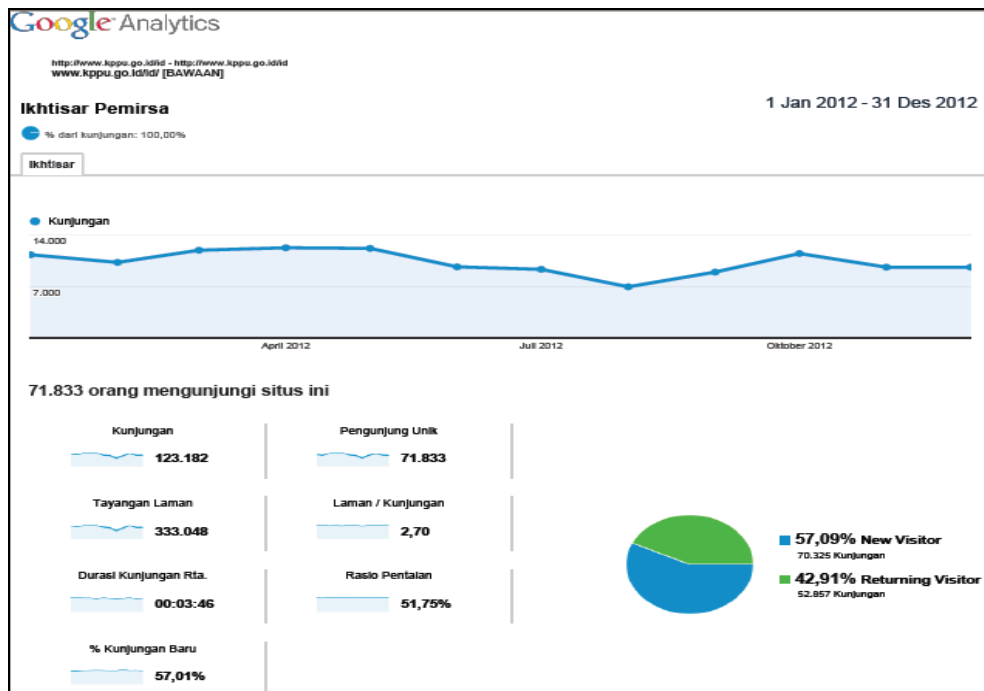 Google Analytics
http://www.kppu.go.id/id - http://www.kppu.go.id/id
www.kppu.go.id/id/ [BAWAAN]
Ikhtisar Pemirsa
1 Jan 2012 - 31 Des 2012
% dari kunjungan: 100,00%
Ikhtisar
Kunjungan
14.000
7.000
April 2012
Juli 2012
Oktober 2012
71.833 orang mengunjungi situs ini
Kunjungan
123.182
Pengunjung Unik
71.833
Tayangan Laman
333.048
Laman / Kunjungan
2,70
Durasi Kunjungan Rta.
00:03:46
Rasio Pentalan
51,75%
% Kunjungan Baru
57,01%
57,09% New Visitor
70.325 Kunjungan
42,91% Returning Visitor
52.857 Kunjungan